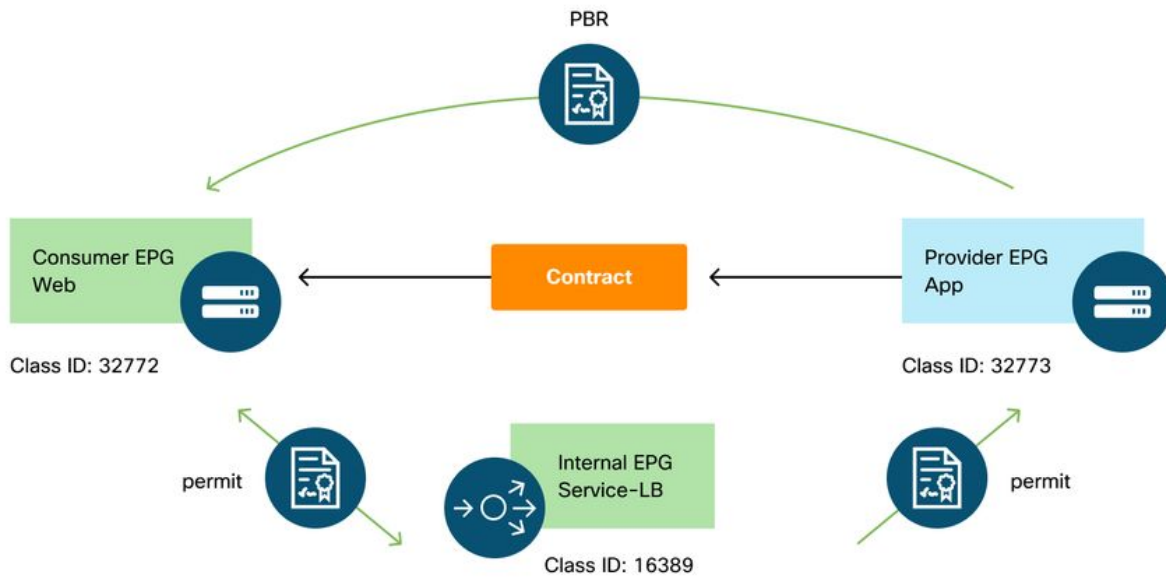 PBR
Consumer EPG
Web
Contract
Provider EPG
App
Class ID: 32772
Class ID: 32773
permit
Internal EPG
Service-LB
permit
Class ID: 16389